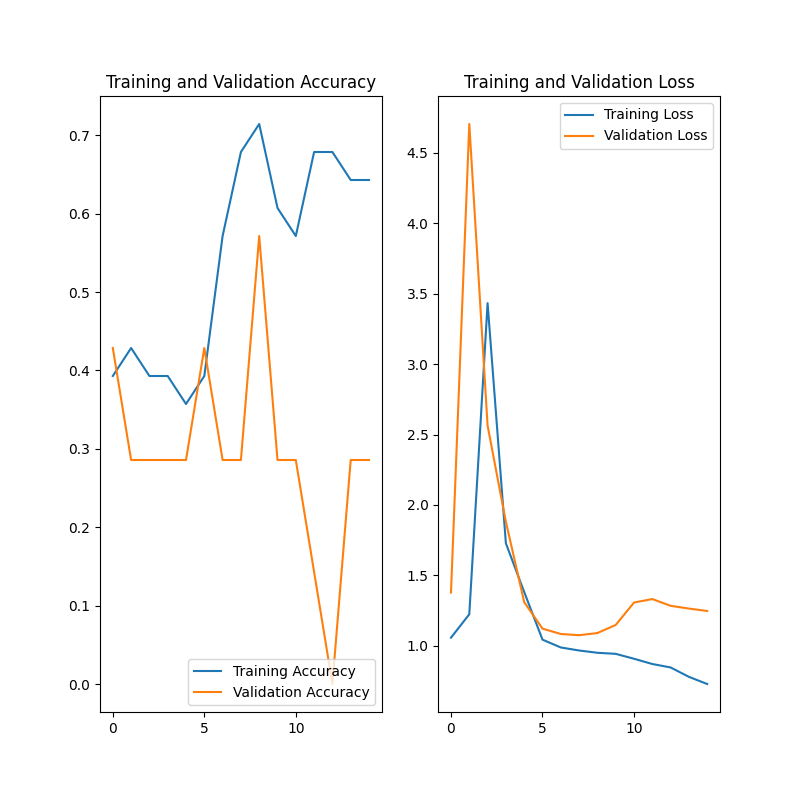 Training and Validation Accuracy
0.7
0.6
0.5
0.4
0.3
0.2
0.1
0.0
0 5 10
Training Accuracy
Validation Accuracy
Training and Validation Loss
4.5
4.0
3.5
3.0
2.5
2.0
1.5
1.0
0 5 10
Training Loss
Validation Loss